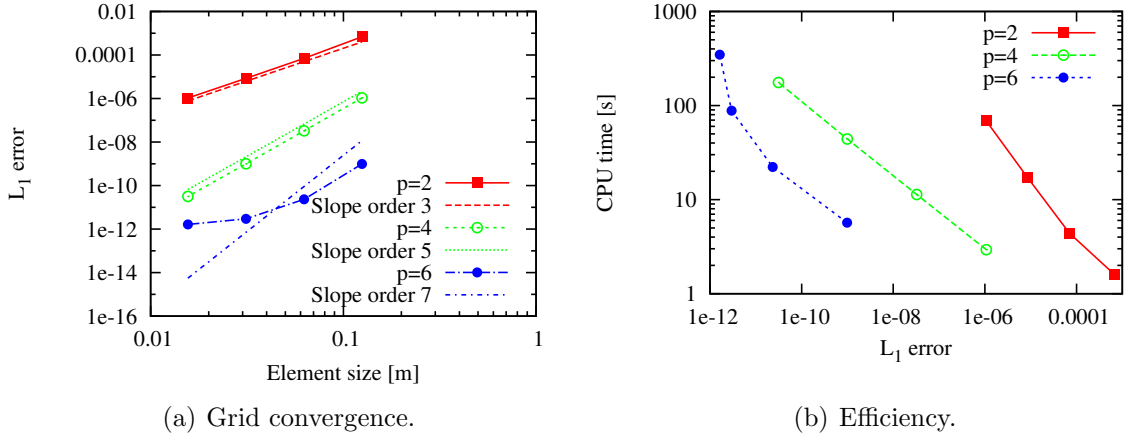 0.01
0.0001
1e-06
1e-08
1e-10
1e-12
1e-14
1e-16
L1 error
0.01
0.1
1
Element size [m]
p=2
Slope order 3
p=4
Slope order 5
p=6
Slope order 7
(a) Grid convergence.
1000
100
10
1
CPU time [s]
1e-12
1e-10
1e-08
1e-06
0.0001
L1 error
p=2
p=4
p=6
(b) Efficiency.